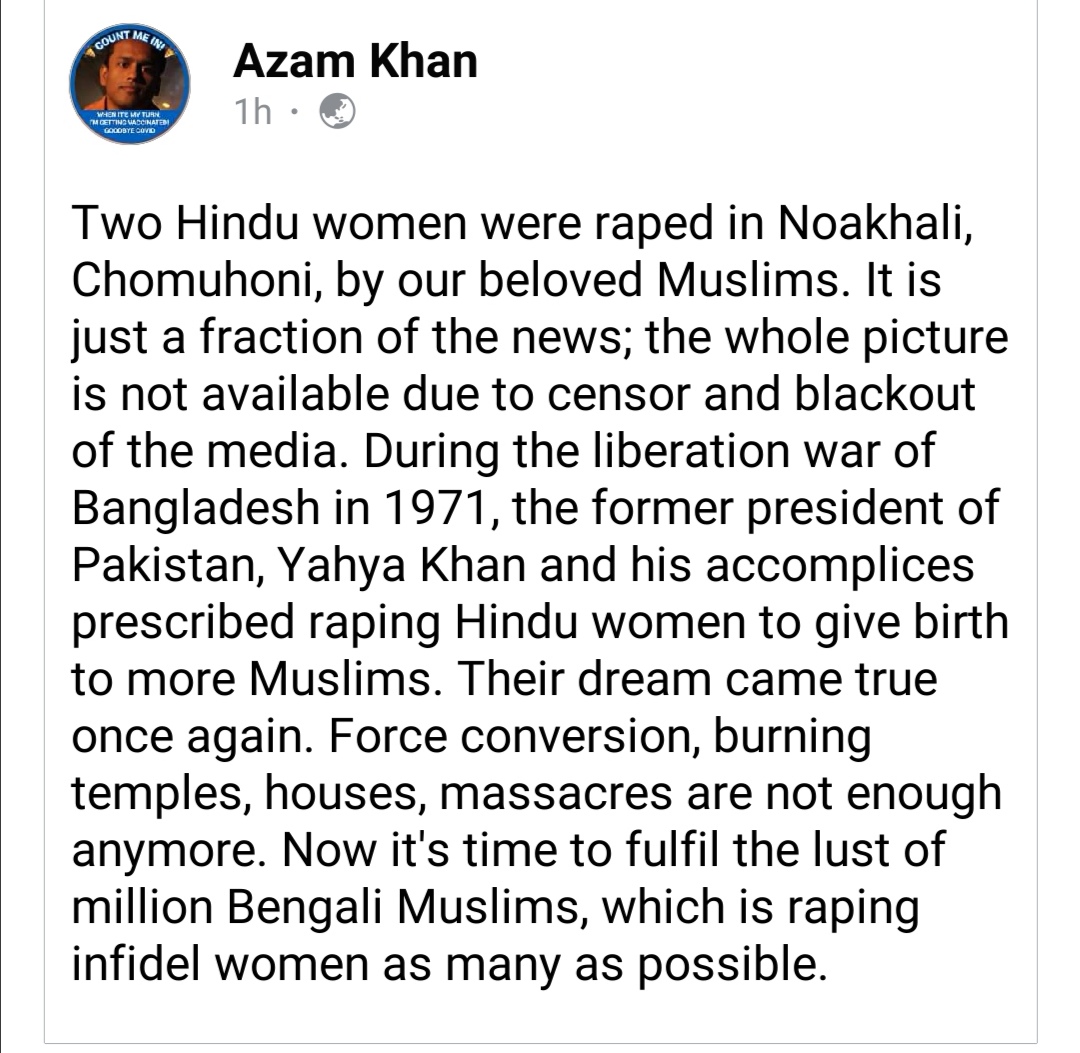 COUNT ME IN!
WHEN IT'S MY TURN,
I'M GETTING VACCINATED!
GOODBYE COVID
Azam Khan
1h ·
Two Hindu women were raped in Noakhali,
Chomuhoni, by our beloved Muslims. It is
just a fraction of the news; the whole picture
is not available due to censor and blackout
of the media. During the liberation war of
Bangladesh in 1971, the former president of
Pakistan, Yahya Khan and his accomplices
prescribed raping Hindu women to give birth
to more Muslims. Their dream came true
once again. Force conversion, burning
temples, houses, massacres are not enough
anymore. Now it's time to fulfil the lust of
million Bengali Muslims, which is raping
infidel women as many as possible.